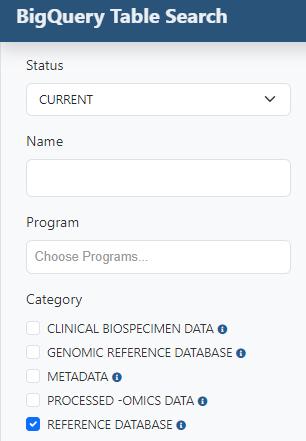 BigQuery Table Search
Status
CURRENT
Name
Program
Choose Programs...
Category
CLINICAL BIOSPECIMEN DATA
GENOMIC REFERENCE DATABASE
METADATA
PROCESSED -OMICS DATA
REFERENCE DATABASE